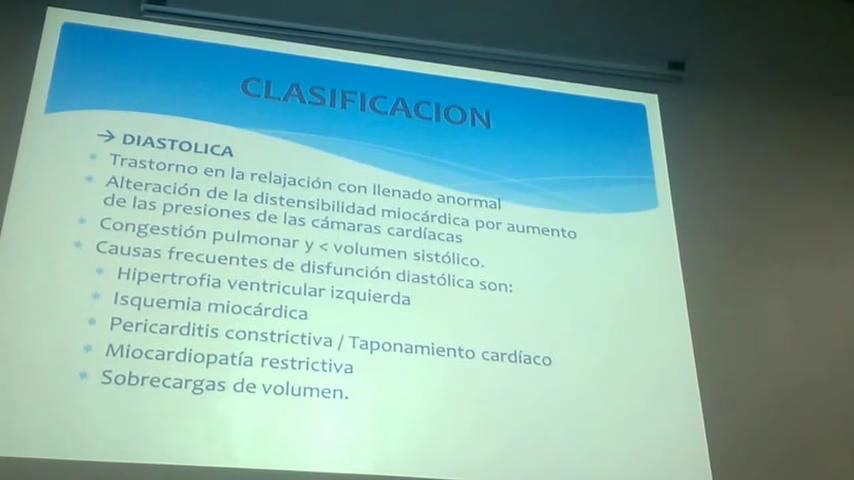 CLASIFICACION
→ DIASTOLICA
Trastorno en la relajación con llenado anormal
Alteración de la distensibilidad miocárdica por aumento
de las presiones de las cámaras cardíacas
Congestión pulmonar y < volumen sistólico.
Causas frecuentes de disfunción diastólica son:
Hipertrofia ventricular izquierda
Isquemia miocárdica
Pericarditis constrictiva / Taponamiento cardíaco
Miocardiopatía restrictiva
Sobrecargas de volumen.